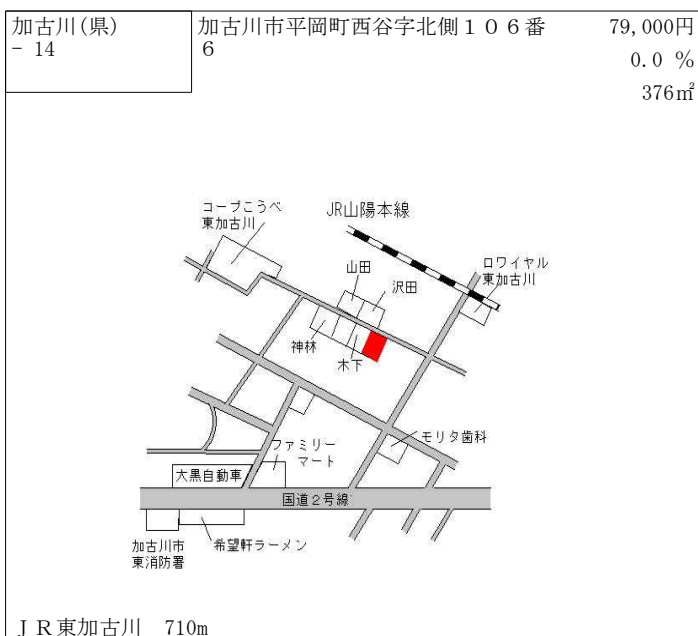 加古川(県)
－14
加古川市平岡町西谷字北側１０６番
6
79,000円
0.0 %
376㎡
コープこうべ
東加古川
JR山陽本線
ロワイヤル
東加古川
山田
沢田
神林
木下
モリタ歯科
ファミリー
マート
大黒自動車
国道２号線
加古川市
東消防署
希望軒ラーメン
ＪＲ東加古川　710m